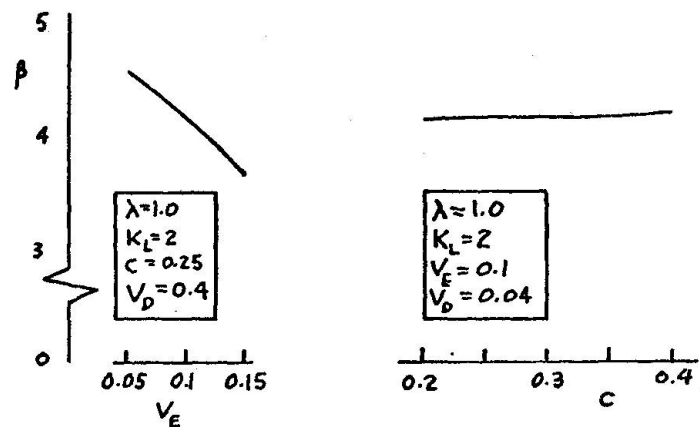 5
β
4
3
0
λ=1.0
K_L=2
C=0.25
V_D=0.4
0.05 0.1 0.15
V_E
λ=1.0
K_L=2
V_E=0.1
V_D=0.04
0.2 0.3 0.4
C